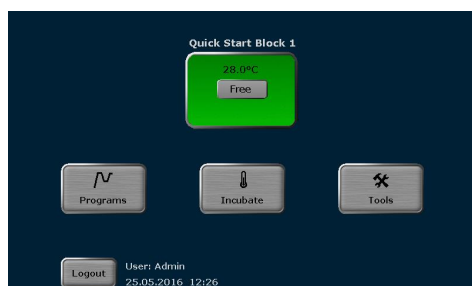 Quick Start Block 1
28.0°C
Free
Programs
Incubate
Tools
Logout
User: Admin
25.05.2016 12:26